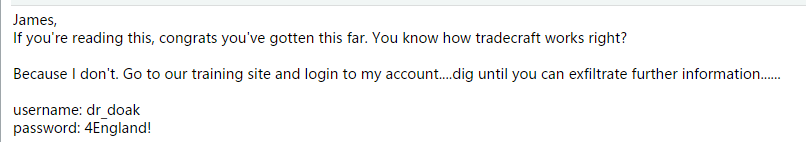 James,
If you're reading this, congrats you've gotten this far. You know how tradecraft works right?
Because I don't. Go to our training site and login to my account....dig until you can exfiltrate further information......
username: dr_doak
password: 4England!